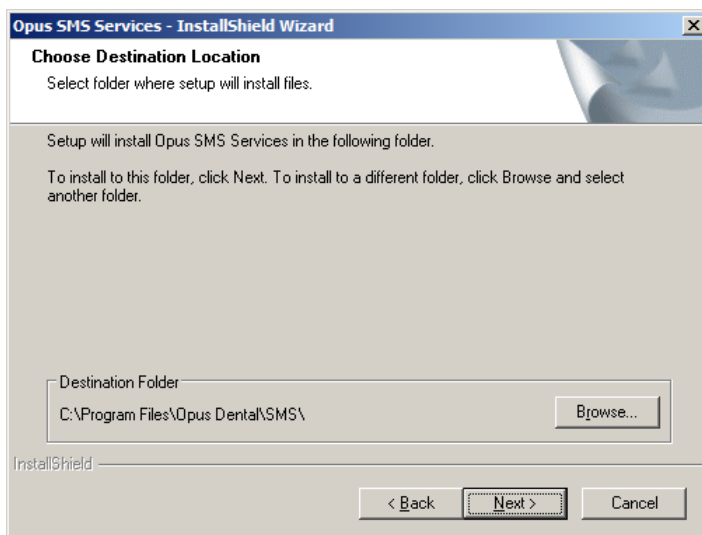 Opus SMS Services - InstallShield Wizard
Choose Destination Location
Select folder where setup will install files.
Setup will install Opus SMS Services in the following folder.
To install to this folder, click Next. To install to a different folder, click Browse and select
another folder.
Destination Folder
C:\Program Files\Opus Dental\SMS\
Browse...
InstallShield
< Back
Next >
Cancel